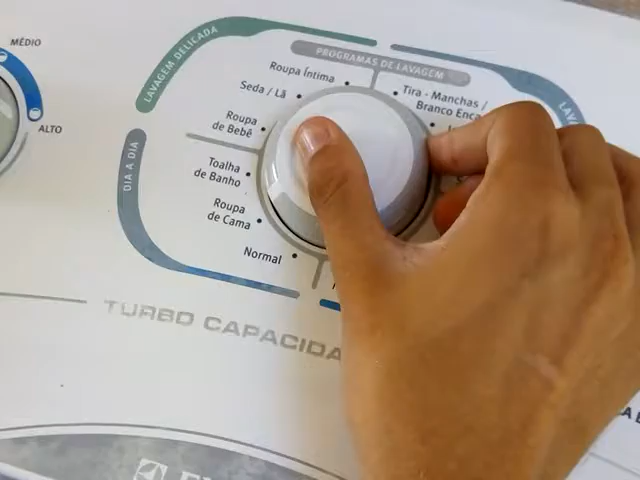 MÉDIO
ALTO
LAVAGEM DELICADA
PROGRAMAS DE LAVAGEM
Roupa Íntima
Seda / Lã
Roupa
de Bebê
Tira - Manchas /
Branco Enca
LAV
DIA A DIA
Toalha
de Banho
Roupa
de Cama
Normal
TURBO CAPACIDA